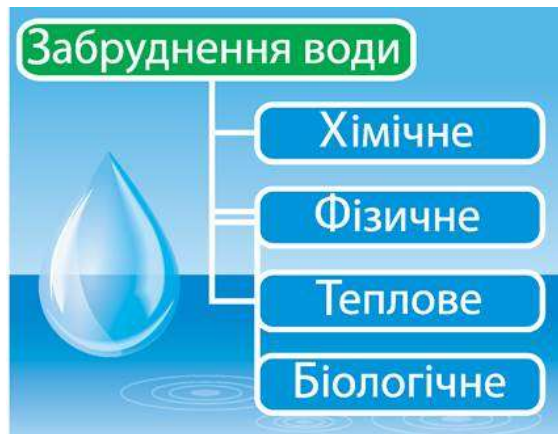 Забруднення води
Хімічне
Фізичне
Теплове
Біологічне